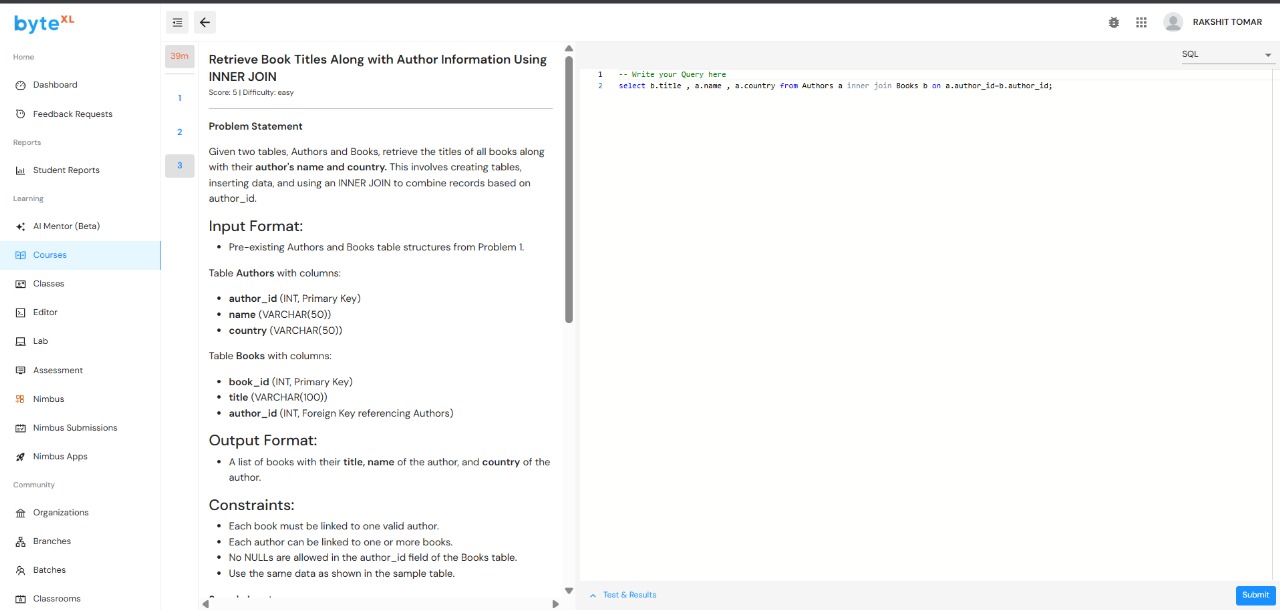 byteXL
RAKSHIT TOMAR
Home
Dashboard
Feedback Requests
Reports
Student Reports
Learning
AI Mentor (Beta)
Courses
Classes
Editor
Lab
Assessment
Nimbus
Nimbus Submissions
Nimbus Apps
Community
Organizations
Branches
Batches
Classrooms
39m
1
2
3
Retrieve Book Titles Along with Author Information Using
INNER JOIN
Score: 5 | Difficulty: easy
Problem Statement
Given two tables, Authors and Books, retrieve the titles of all books along
with their author's name and country. This involves creating tables,
inserting data, and using an INNER JOIN to combine records based on
author_id.
Input Format:
• Pre-existing Authors and Books table structures from Problem 1.
Table Authors with columns:
• author_id (INT, Primary Key)
• name (VARCHAR(50))
• country (VARCHAR(50))
Table Books with columns:
• book_id (INT, Primary Key)
• title (VARCHAR(100))
• author_id (INT, Foreign Key referencing Authors)
Output Format:
• A list of books with their title, name of the author, and country of the
author.
Constraints:
• Each book must be linked to one valid author.
• Each author can be linked to one or more books.
• No NULLs are allowed in the author_id field of the Books table.
• Use the same data as shown in the sample table.
SQL
1 -- Write your Query here
2 select b.title , a.name , a.country from Authors a inner join Books b on a.author_id=b.author_id;
Test & Results
Submit